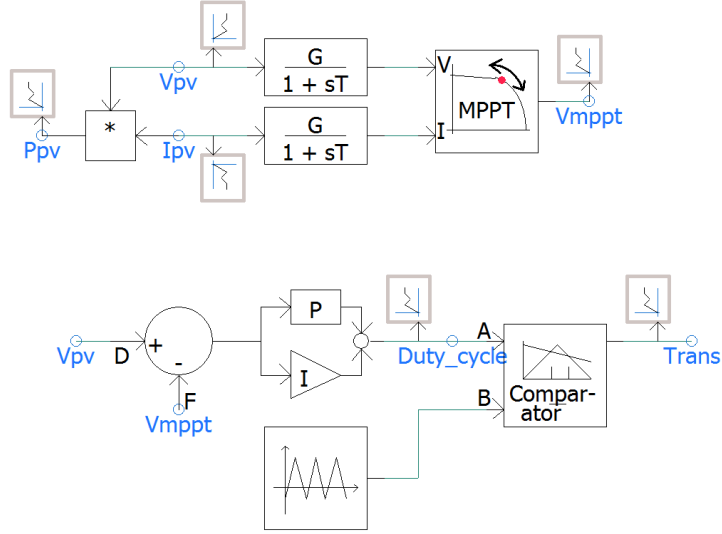 Vpv
G
1 + sT
V
MPPT
I
Vmppt
Ppv
*
Ipv
G
1 + sT
Vpv
D
+
-
F
Vmppt
P
I
Duty_cycle
A
B
Compar-
ator
Trans